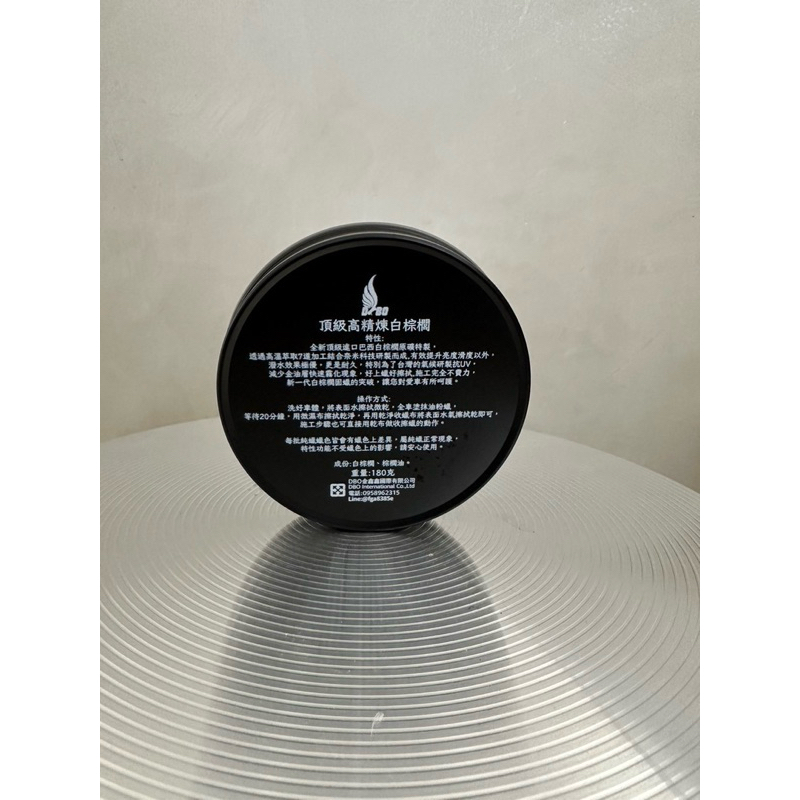 DBO
頂級高精煉白棕櫚
特性:
全新頂級進口巴西白棕櫚原礦特製,
透過高溫萃取7道加工結合奈米科技研製而成,有效提升亮度滑度以外,
潑水效果極優, 更是耐久, 特別為了台灣的氣候研製抗UV,
減少金油層快速霧化現象, 好上蠟好擦拭,施工完全不費力,
新一代白棕櫚固蠟的突破, 讓您對愛車有所呵護。
操作方式:
洗好車體, 將表面水擦拭微乾, 全車塗抹油粉蠟,
等待20分鐘, 用微濕布擦拭乾淨, 再用乾淨收蠟布將表面水氣擦拭乾即可,
施工步驟也可直接用乾布做收擦蠟的動作。
每批純蠟蠟色皆會有蠟色上差異, 屬純蠟正常現象,
特性功能不受蠟色上的影響, 請安心使用。
成份:白棕櫚、棕櫚油。
重量:180克
DBO金鑫鑫國際有限公司
DBO International Co.,Ltd
電話:0958962315
Line:@fga8385e